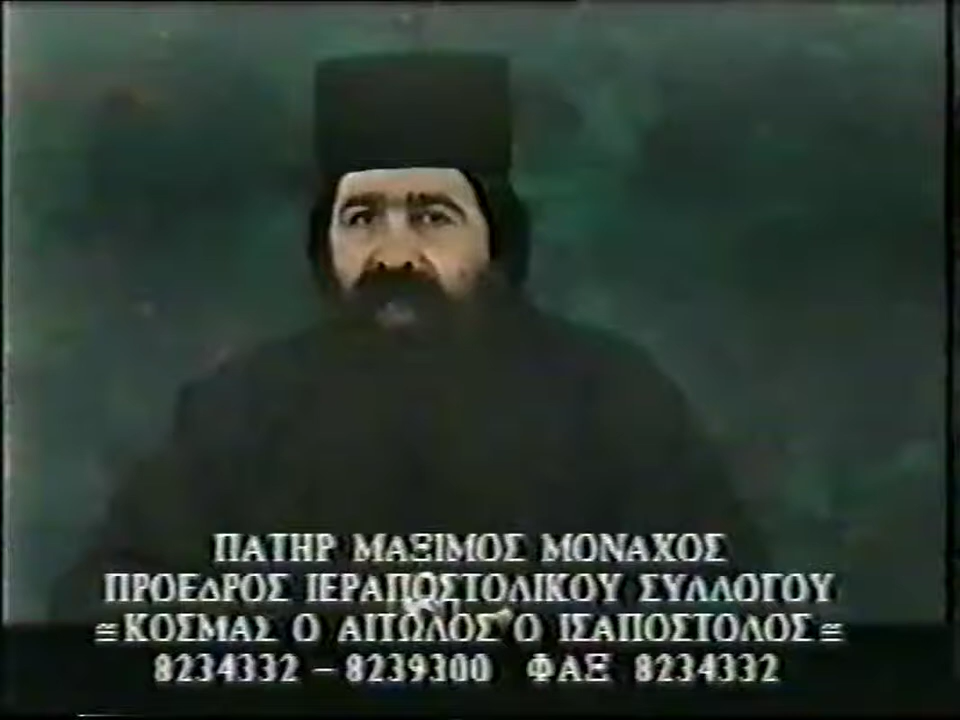 ΠΑΤΗΡ ΜΑΞΙΜΟΣ ΜΟΝΑΧΟΣ
ΠΡΟΕΔΡΟΣ ΙΕΡΑΠΟΣΤΟΛΙΚΟΥ ΣΥΛΛΟΓΟΥ
≅ΚΟΣΜΑΣ Ο ΑΙΤΩΛΟΣ Ο ΙΣΑΠΟΣΤΟΛΟΣ≅
8234332 – 8239300 ΦΑΞ 8234332